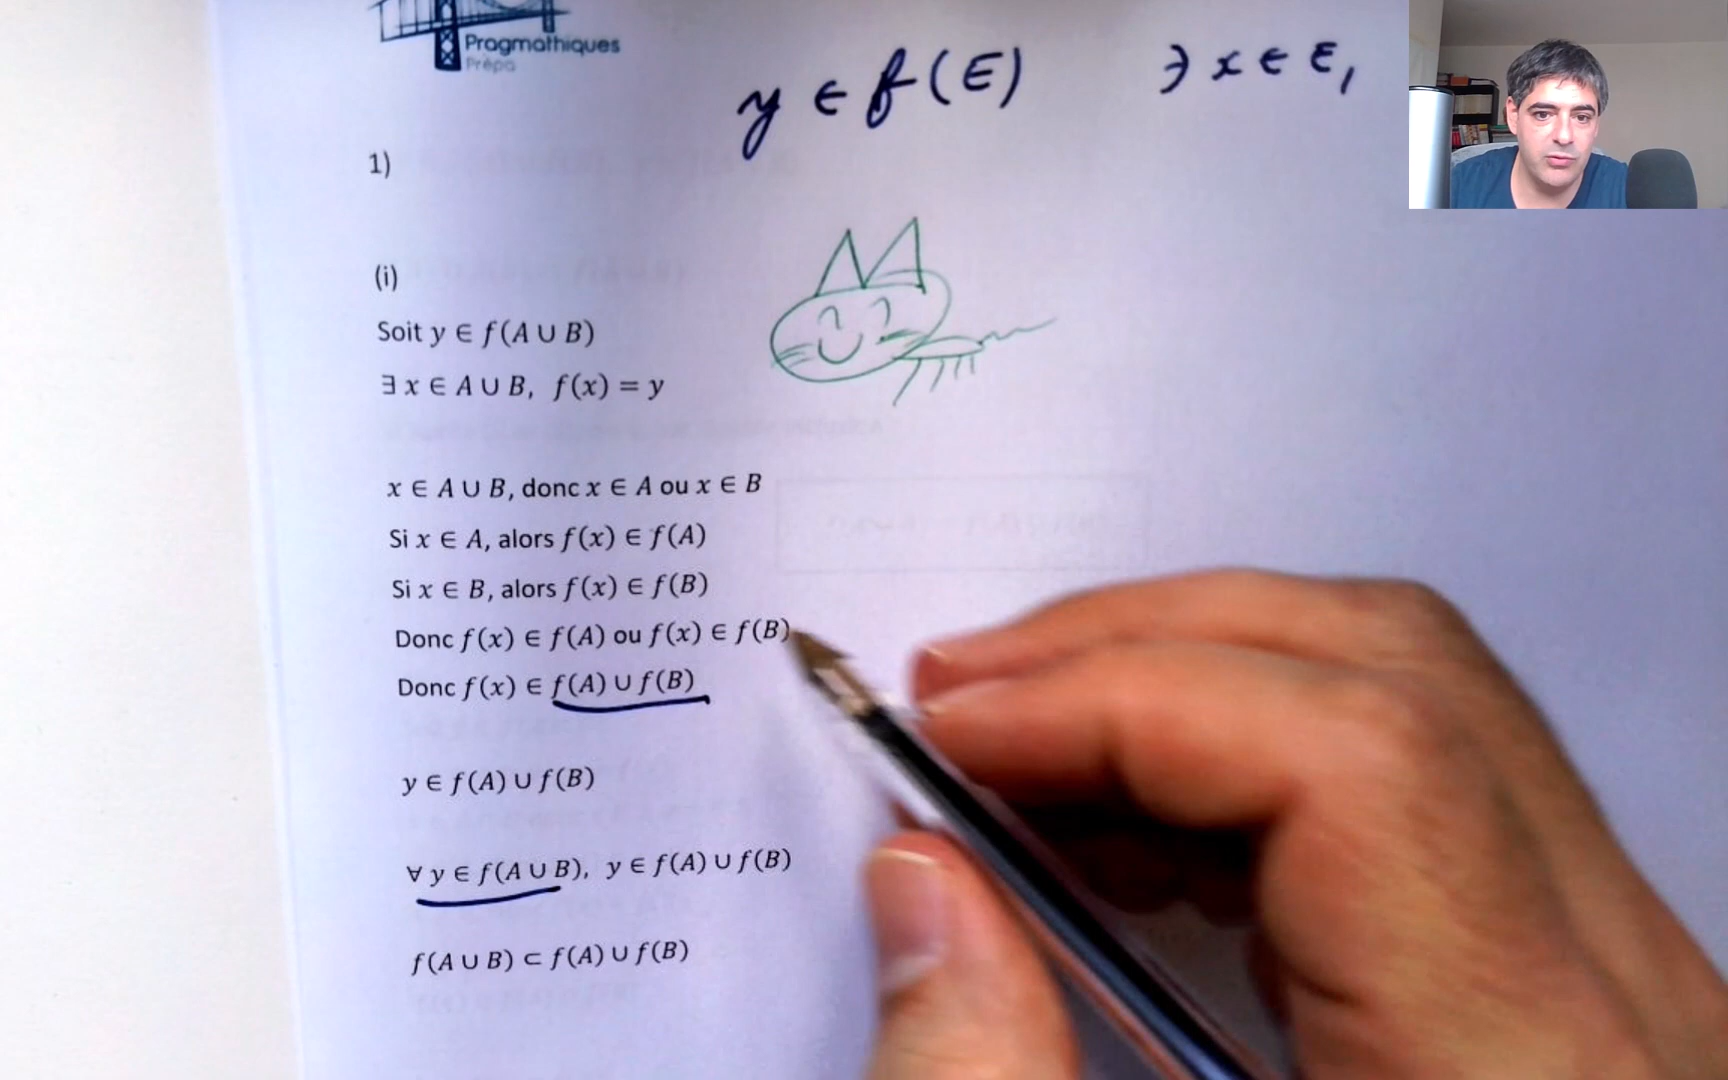 Pragmathiques
Prépa
y ∈ f(E) ∃ x ∈ E,
1)
(i)
Soit y ∈ f(A ∪ B)
∃ x ∈ A ∪ B, f(x) = y
x ∈ A ∪ B, donc x ∈ A ou x ∈ B
Si x ∈ A, alors f(x) ∈ f(A)
Si x ∈ B, alors f(x) ∈ f(B)
Donc f(x) ∈ f(A) ou f(x) ∈ f(B)
Donc f(x) ∈ f(A) ∪ f(B)
y ∈ f(A) ∪ f(B)
∀ y ∈ f(A ∪ B), y ∈ f(A) ∪ f(B)
f(A ∪ B) ⊂ f(A) ∪ f(B)